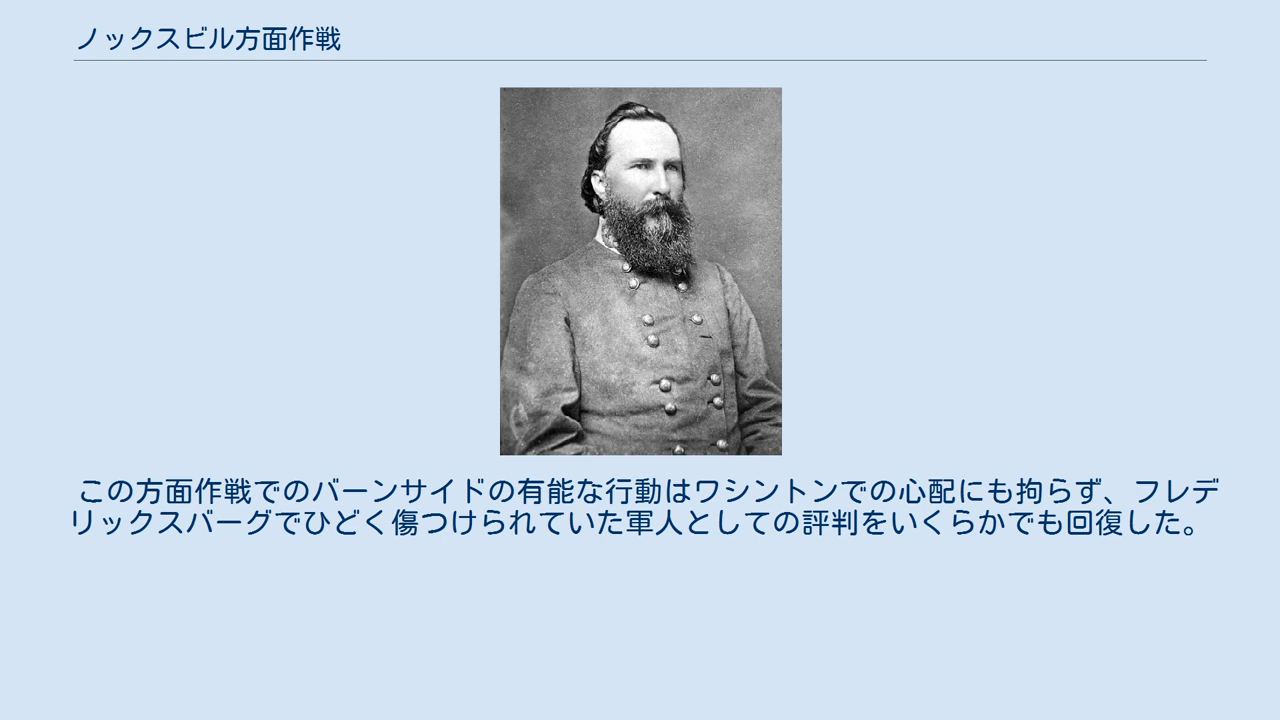 ノックスビル方面作戦
この方面作戦でのバーンサイドの有能な行動はワシントンでの心配にも拘らず、フレデ
リックスバーグでひどく傷つけられていた軍人としての評判をいくらかでも回復した。